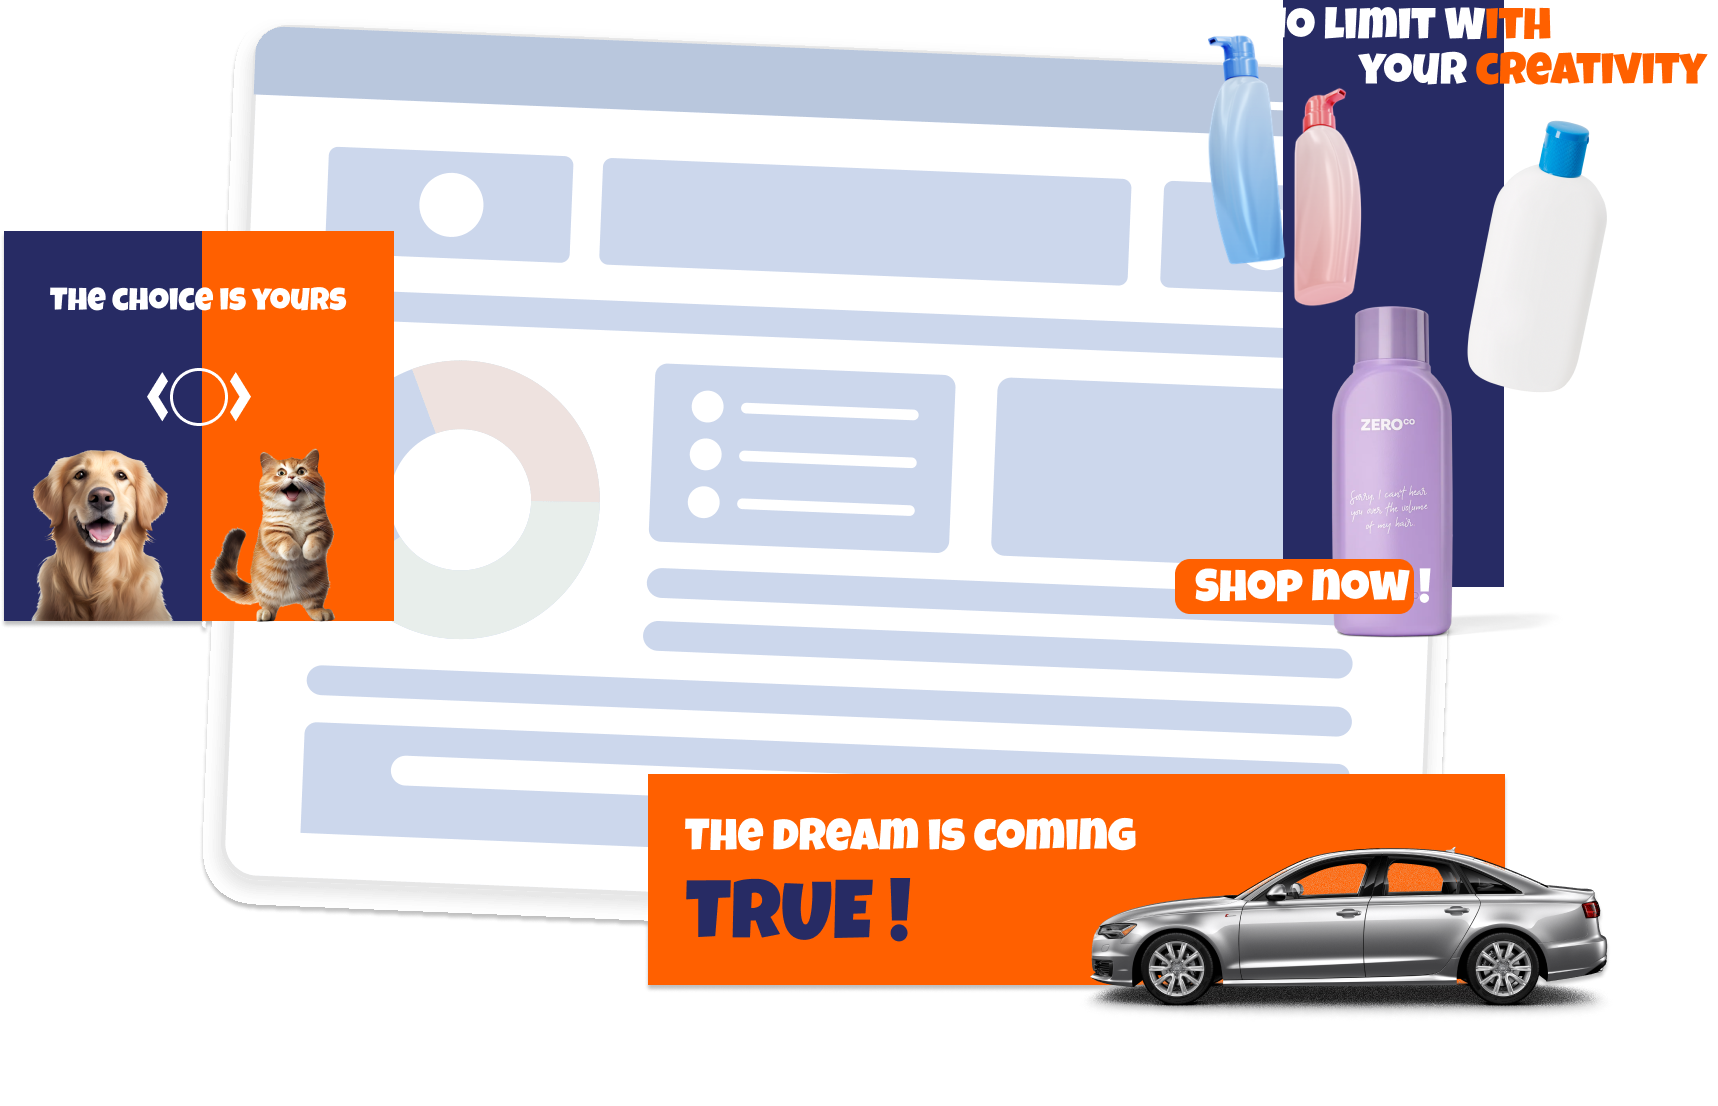 LIMIT WITH
YOUR CREATIVITY
THE CHOICE IS YOURS
ZERO CO
Sorry, I can't hear
you over the volume
of my hair.
SHOP NOW !
THE DREAM IS COMING
TRUE !